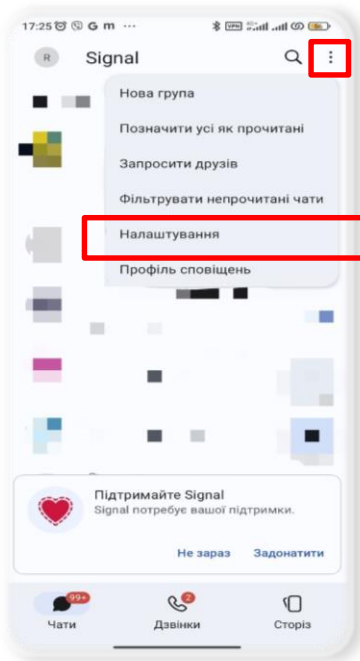 17:25 G m ...
R Signal
Нова група
Позначити усі як прочитані
Запросити друзів
Фільтрувати непрочитані чати
Налаштування
Профіль сповіщень
Підтримайте Signal
Signal потребує вашої підтримки.
Не зараз Задонатити
99+ 2
Чати Дзвінки Сторіз